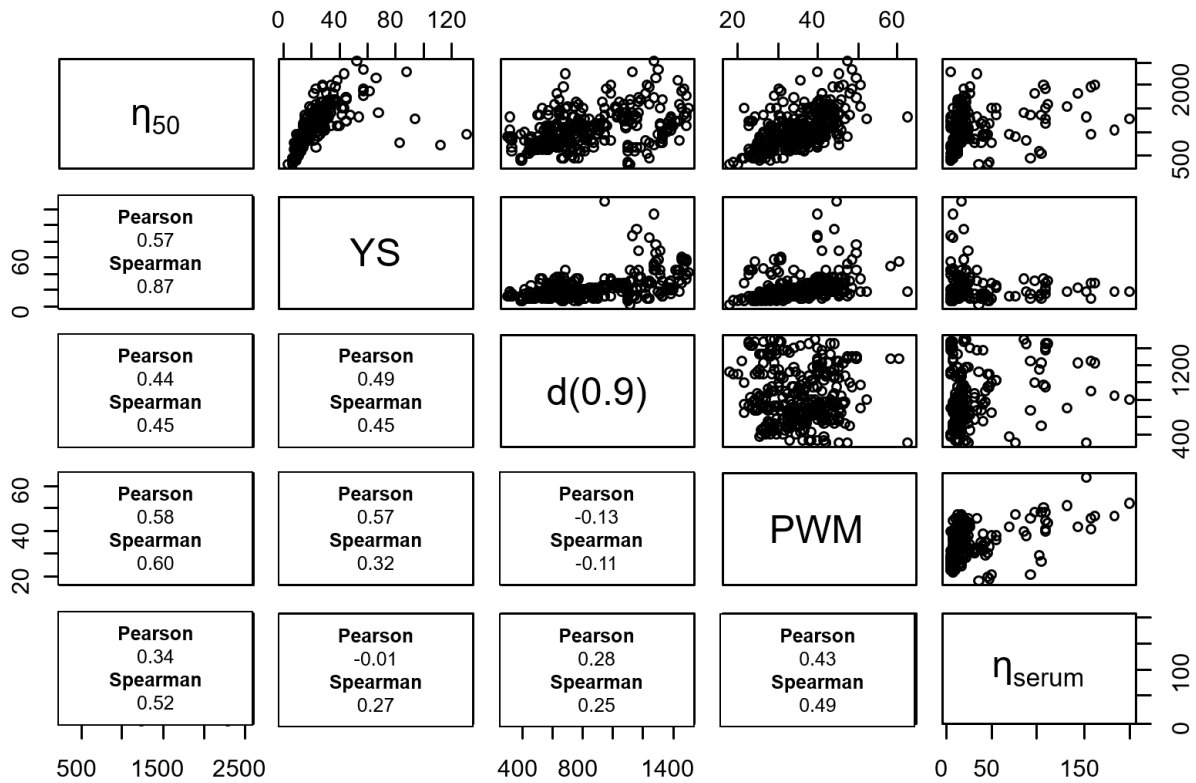 0 40 80 120 20 40 60
η50
500 2000
Pearson
0.57
Spearman
0.87
YS
0 60
Pearson
0.44
Spearman
0.45
Pearson
0.49
Spearman
0.45
d(0.9)
400 1200
Pearson
0.58
Spearman
0.60
Pearson
0.57
Spearman
0.32
Pearson
-0.13
Spearman
-0.11
PWM
20 40 60
Pearson
0.34
Spearman
0.52
Pearson
-0.01
Spearman
0.27
Pearson
0.28
Spearman
0.25
Pearson
0.43
Spearman
0.49
ηserum
0 100
500 1500 2500 400 800 1400 0 50 150